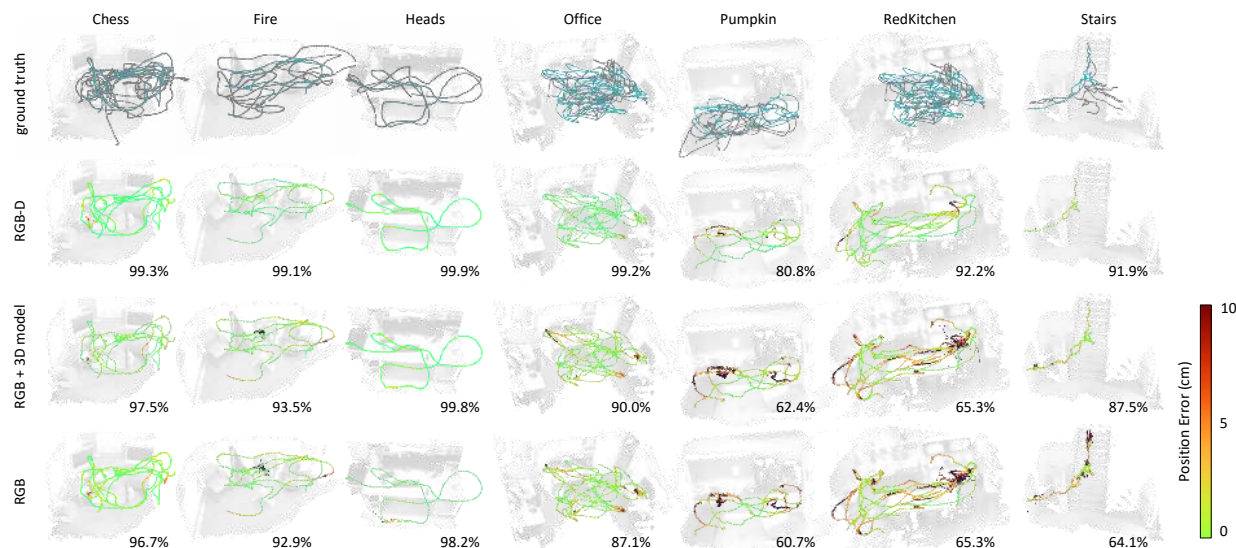 Chess Fire Heads Office Pumpkin RedKitchen Stairs
ground truth
RGB-D
99.3% 99.1% 99.9% 99.2% 80.8% 92.2% 91.9%
RGB + 3D model
97.5% 93.5% 99.8% 90.0% 62.4% 65.3% 87.5%
RGB
96.7% 92.9% 98.2% 87.1% 60.7% 65.3% 64.1%
Position Error (cm)
10
5
0